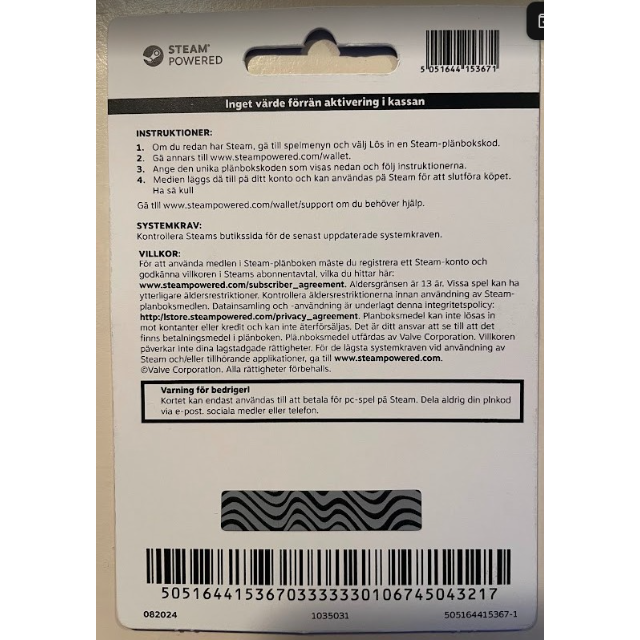 STEAM®
POWERED
5 051644 153671
Inget värde förrän aktivering i kassan
INSTRUKTIONER:
1. Om du redan har Steam, gå till spelmenyn och välj Lös in en Steam-plånbokskod.
2. Gå annars till www.steampowered.com/wallet.
3. Ange den unika plånbokskoden som visas nedan och följ instruktionerna.
4. Medlen läggs då till på ditt konto och kan användas på Steam för att slutföra köpet.
Ha så kul!
Gå till www.steampowered.com/wallet/support om du behöver hjälp.
SYSTEMKRAV:
Kontrollera Steams butikssida för de senast uppdaterade systemkraven.
VILLKOR:
För att använda medlen i Steam-plånboken måste du registrera ett Steam-konto och
godkänna villkoren i Steams abonnentavtal, vilka du hittar här:
www.steampowered.com/subscriber_agreement. Åldersgränsen är 13 år. Vissa spel kan ha
ytterligare åldersrestriktioner. Kontrollera åldersrestriktionerna innan användning av Steam-
planboksmedlen. Datainsamling och -användning är underlagt denna integritetspolicy:
http://store.steampowered.com/privacy_agreement. Planboksmedel kan inte lösas in
mot kontanter eller kredit och kan inte återförsäljas. Det är ditt ansvar att se till att det
finns betalningsmedel i plånboken. Planboksmedel utfärdas av Valve Corporation. Villkoren
påverkar inte dina lagstadgade rättigheter. För de lägsta systemkraven vid användning av
Steam och/eller tillhörande applikationer, ga till www.steampowered.com.
©Valve Corporation. Alla rättigheter förbehalls.
Varning för bedrägeri
Kortet kan endast användas till att betala för pc-spel på Steam. Dela aldrig din pinkod
via e-post, sociala medler eller telefon.
5051644153670333333010674504321​7
082024
1035031
505164415367-1